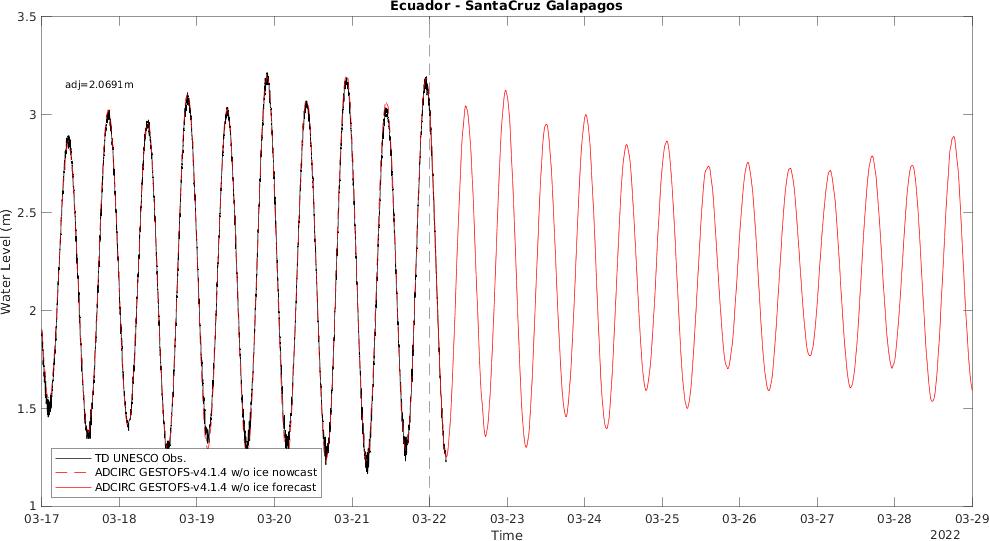 Ecuador - SantaCruz Galapagos
3.5
adj=2.0691m
3
2.5
Water Level (m)
2
1.5
TD UNESCO Obs.
ADCIRC GESTOFS-v4.1.4 w/o ice nowcast
ADCIRC GESTOFS-v4.1.4 w/o ice forecast
1
03-17 03-18 03-19 03-20 03-21 03-22 03-23 03-24 03-25 03-26 03-27 03-28 03-29
Time
2022